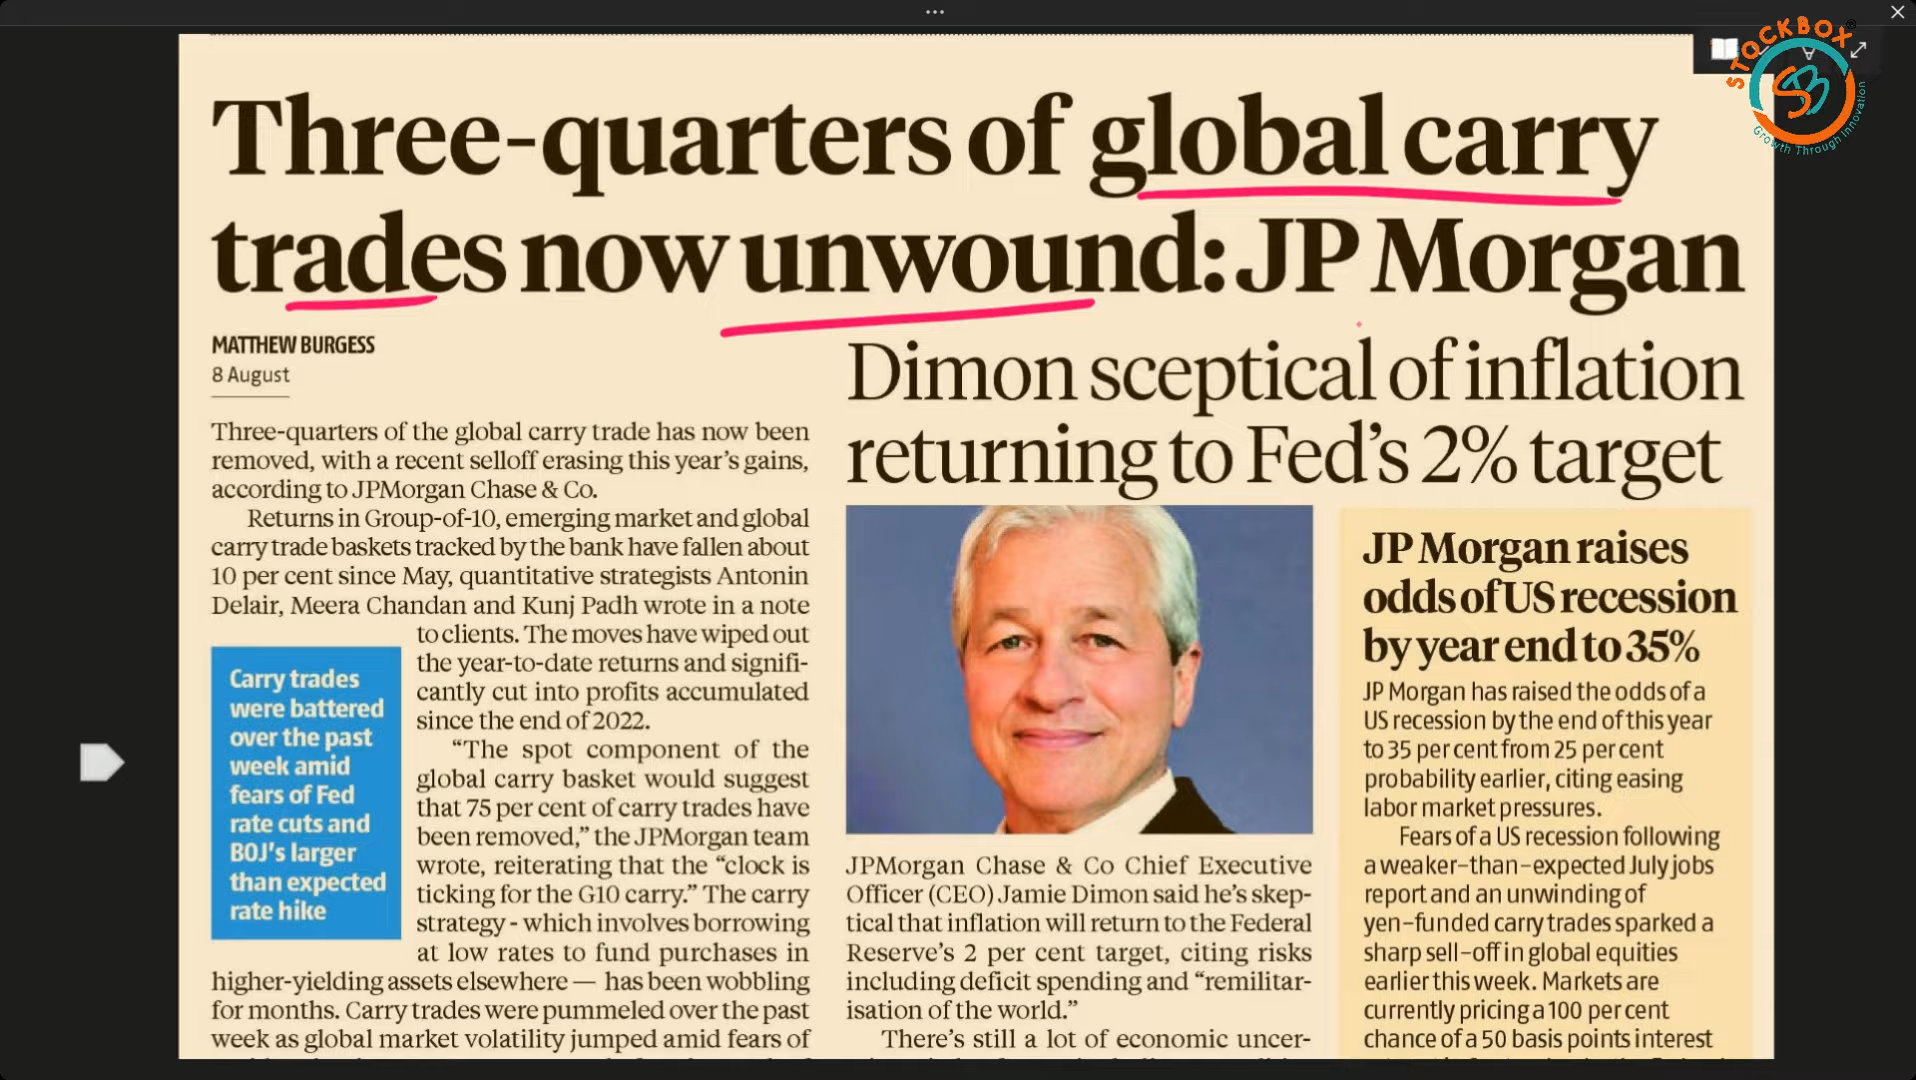 STOCKBOX
Growth Through Innovation
Three-quarters of global carry
trades now unwound: JP Morgan
MATTHEW BURGESS
8 August
Three-quarters of the global carry trade has now been
removed, with a recent selloff erasing this year's gains,
according to JPMorgan Chase & Co.
Returns in Group-of-10, emerging market and global
carry trade baskets tracked by the bank have fallen about
10 per cent since May, quantitative strategists Antonin
Delair, Meera Chandan and Kunj Padh wrote in a note
to clients. The moves have wiped out
the year-to-date returns and signifi-
cantly cut into profits accumulated
since the end of 2022.
"The spot component of the
global carry basket would suggest
that 75 per cent of carry trades have
been removed," the JPMorgan team
wrote, reiterating that the "clock is
ticking for the G10 carry." The carry
strategy - which involves borrowing
at low rates to fund purchases in
higher-yielding assets elsewhere — has been wobbling
for months. Carry trades were pummeled over the past
week as global market volatility jumped amid fears of
Carry trades
were battered
over the past
week amid
fears of Fed
rate cuts and
BOJ's larger
than expected
rate hike
Dimon sceptical of inflation
returning to Fed's 2% target
JPMorgan Chase & Co Chief Executive
Officer (CEO) Jamie Dimon said he's skep-
tical that inflation will return to the Federal
Reserve's 2 per cent target, citing risks
including deficit spending and "remilitar-
isation of the world."
There's still a lot of economic uncer-
JP Morgan raises
odds of US recession
by year end to 35%
JP Morgan has raised the odds of a
US recession by the end of this year
to 35 per cent from 25 per cent
probability earlier, citing easing
labor market pressures.
Fears of a US recession following
a weaker-than-expected July jobs
report and an unwinding of
yen-funded carry trades sparked a
sharp sell-off in global equities
earlier this week. Markets are
currently pricing a 100 per cent
chance of a 50 basis points interest